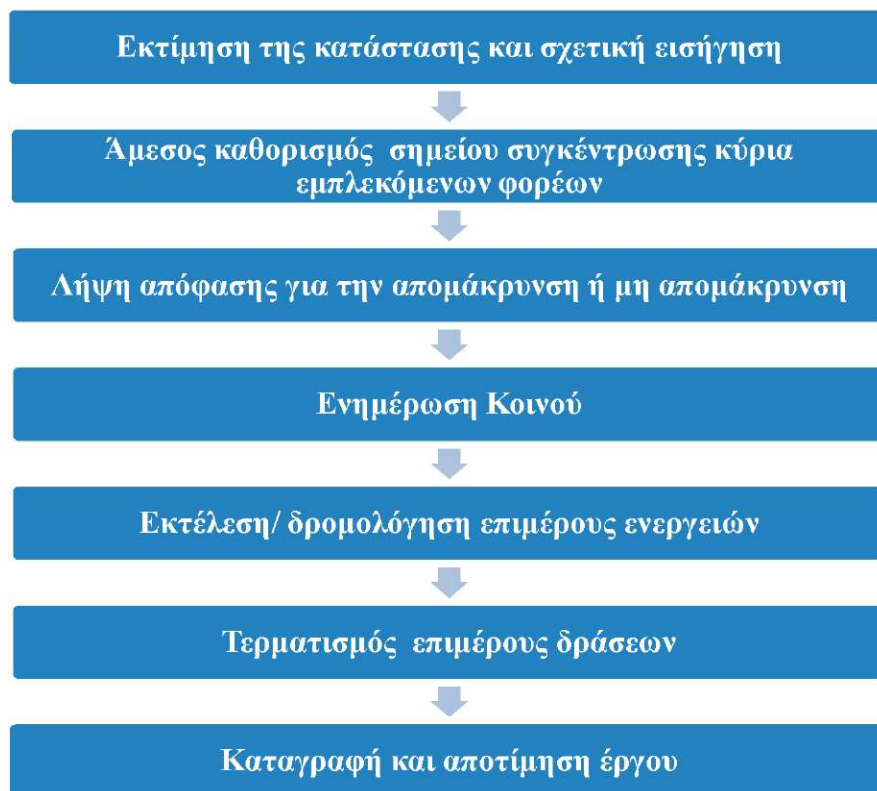 Εκτίμηση της κατάστασης και σχετική εισήγηση
Άμεσος καθορισμός σημείου συγκέντρωσης κύρια
εμπλεκόμενων φορέων
Λήψη απόφασης για την απομάκρυνση ή μη απομάκρυνση
Ενημέρωση Κοινού
Εκτέλεση/ δρομολόγηση επιμέρους ενεργειών
Τερματισμός επιμέρους δράσεων
Καταγραφή και αποτίμηση έργου